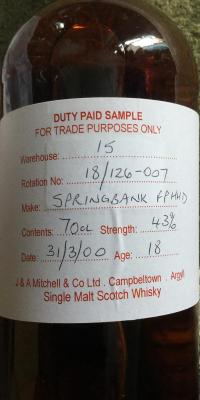 DUTY PAID SAMPLE
FOR TRADE PURPOSES ONLY
Warehouse: 15
Rotation No: 18/126-007
Make: SPRINGBANK FPHHD
Contents: 70cl Strength: 43%
Date: 31/3/00 Age: 18
J & A Mitchell & Co Ltd . Campbeltown . Argyll
Single Malt Scotch Whisky